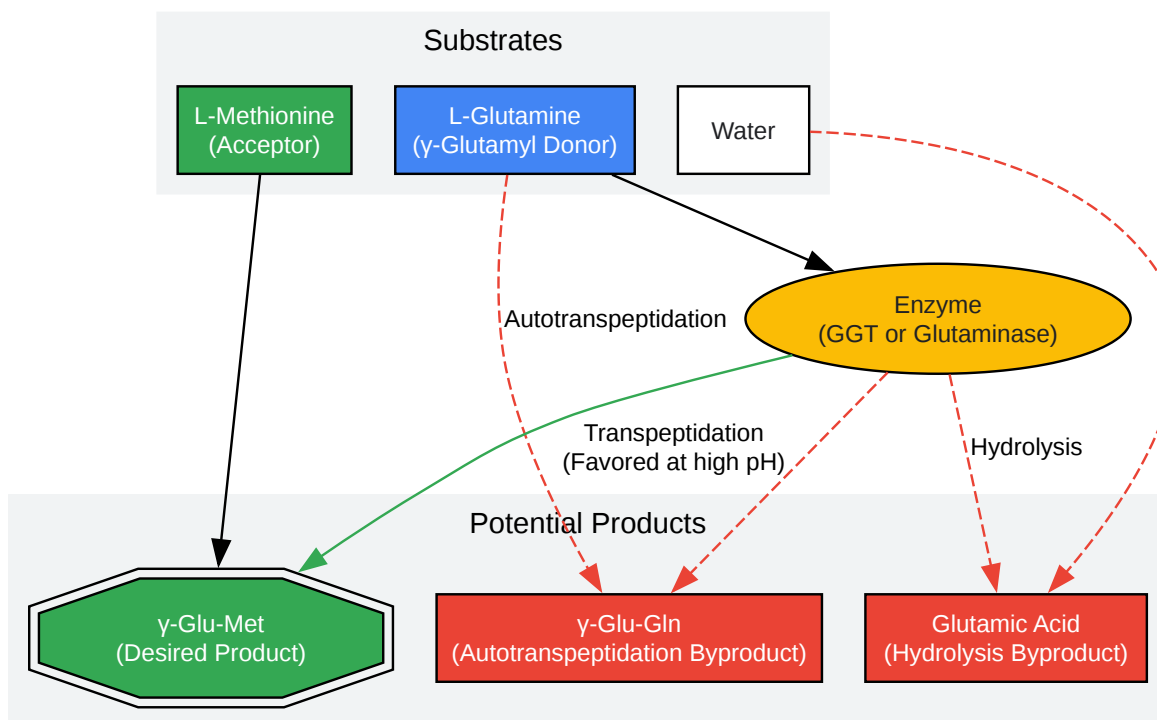 Substrates
L-Methionine
(Acceptor)
L-Glutamine
(γ-Glutamyl Donor)
Water
Autotranspeptidation
Enzyme
(GGT or Glutaminase)
Transpeptidation
(Favored at high pH)
Hydrolysis
Potential Products
γ-Glu-Met
(Desired Product)
γ-Glu-Gln
(Autotranspeptidation Byproduct)
Glutamic Acid
(Hydrolysis Byproduct)